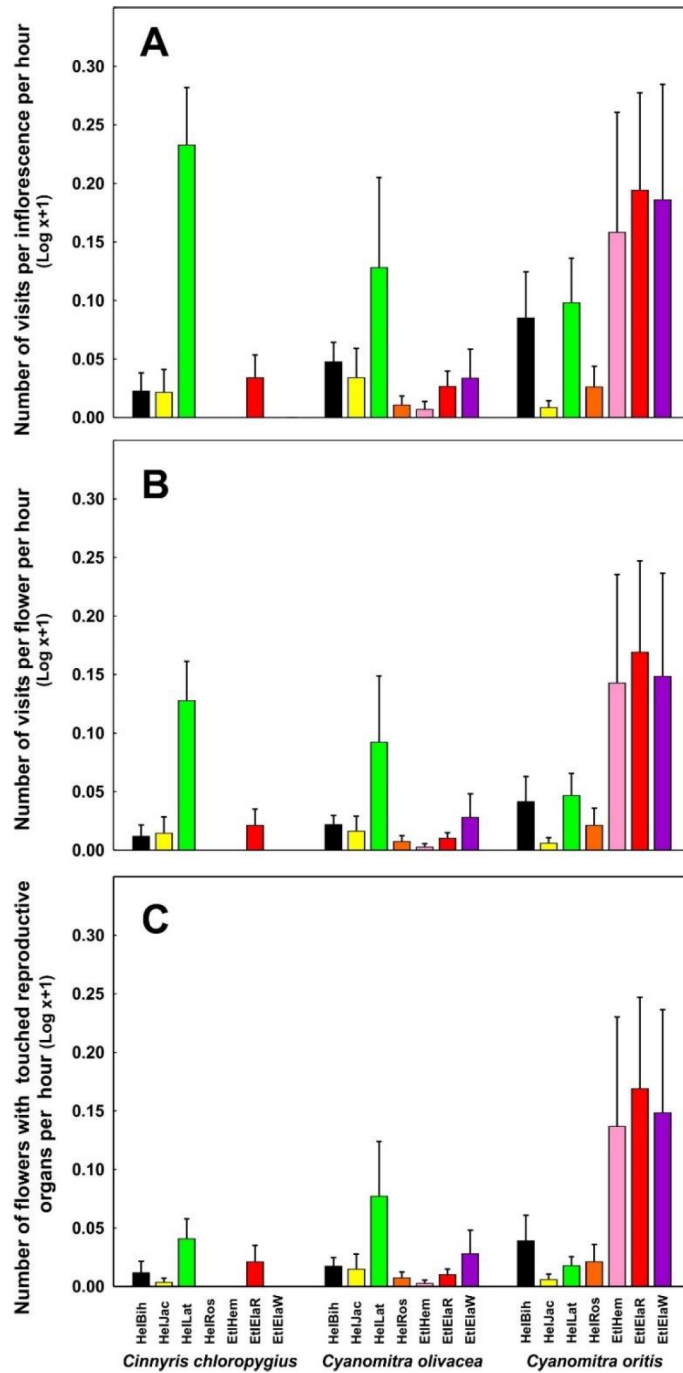 A
Number of visits per inflorescence per hour
(Log x+1)
0.30
0.25
0.20
0.15
0.10
0.05
0.00
B
Number of visits per flower per hour
(Log x+1)
0.30
0.25
0.20
0.15
0.10
0.05
0.00
C
Number of flowers with touched reproductive
organs per hour (Log x+1)
0.30
0.25
0.20
0.15
0.10
0.05
0.00
HelBih HelJac HelLat HelRos EtlHem EtlElaR EtlElaW HelBih HelJac HelLat HelRos EtlHem EtlElaR EtlElaW HelBih HelJac HelLat HelRos EtlHem EtlElaR EtlElaW
Cinnyris chloropygius Cyanomitra olivacea Cyanomitra oritis